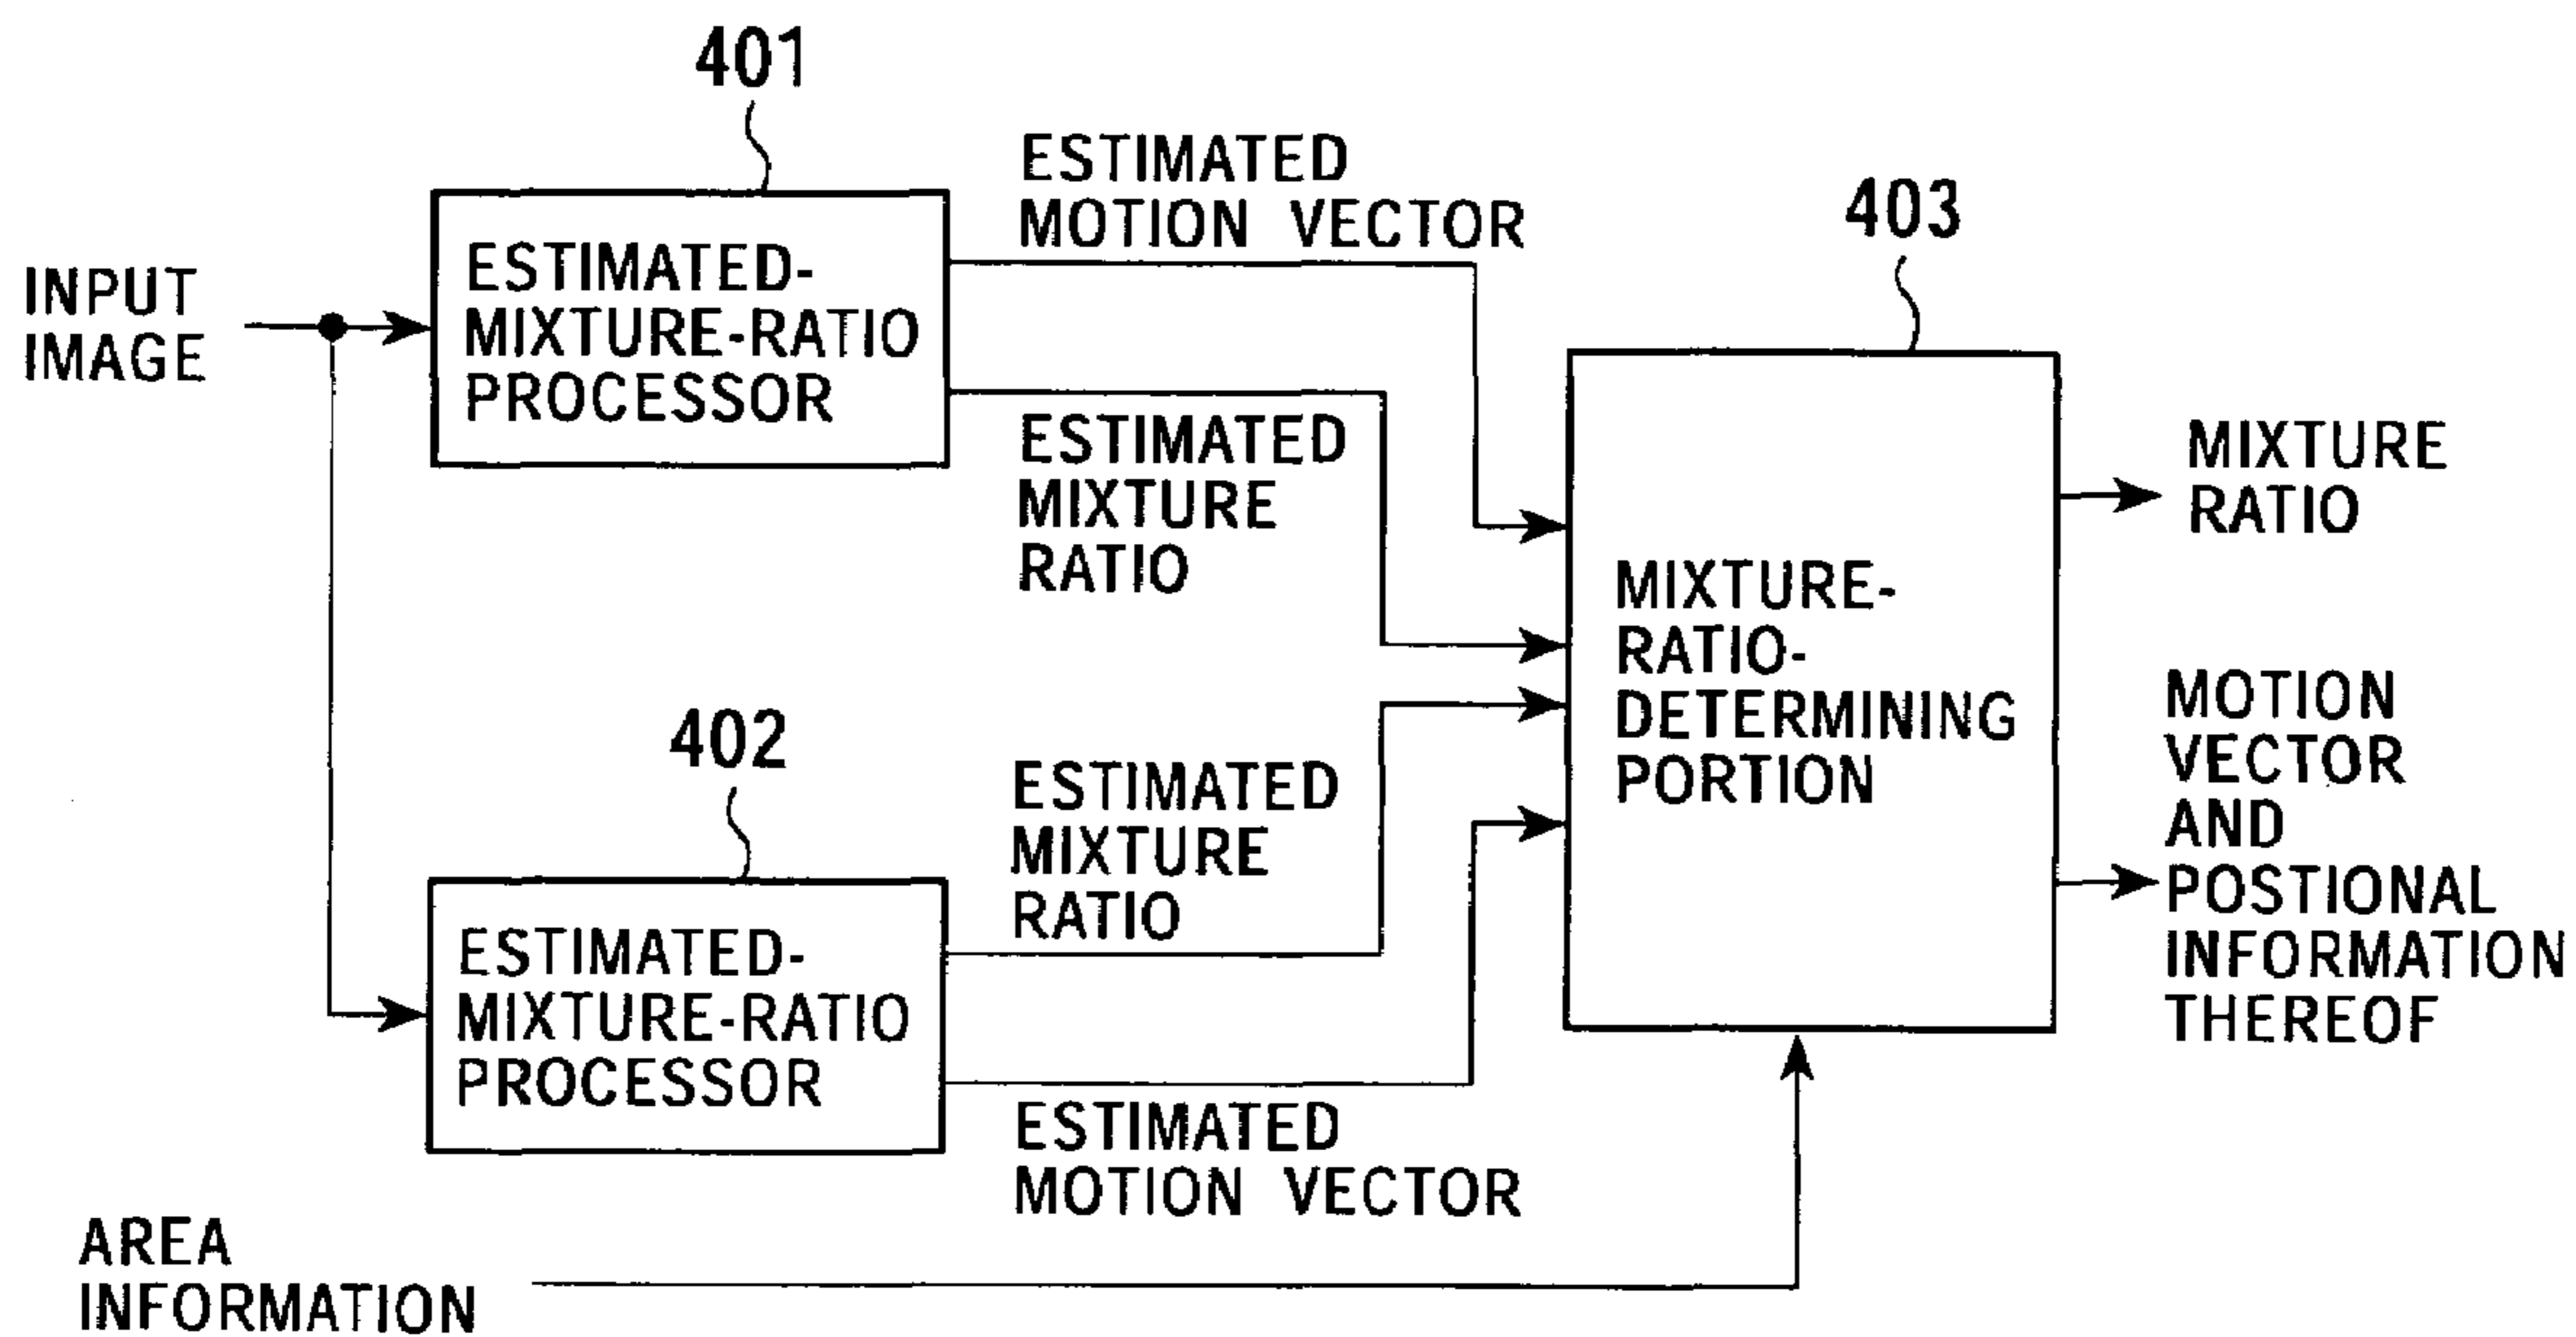 401
ESTIMATED
MOTION VECTOR
403
INPUT
IMAGE
ESTIMATED-
MIXTURE-RATIO
PROCESSOR
ESTIMATED
MIXTURE
RATIO
MIXTURE
RATIO
MIXTURE-
RATIO-
DETERMINING
PORTION
402
ESTIMATED
MIXTURE
RATIO
MOTION
VECTOR
AND
POSTIONAL
INFORMATION
THEREOF
ESTIMATED-
MIXTURE-RATIO
PROCESSOR
ESTIMATED
MOTION VECTOR
AREA
INFORMATION